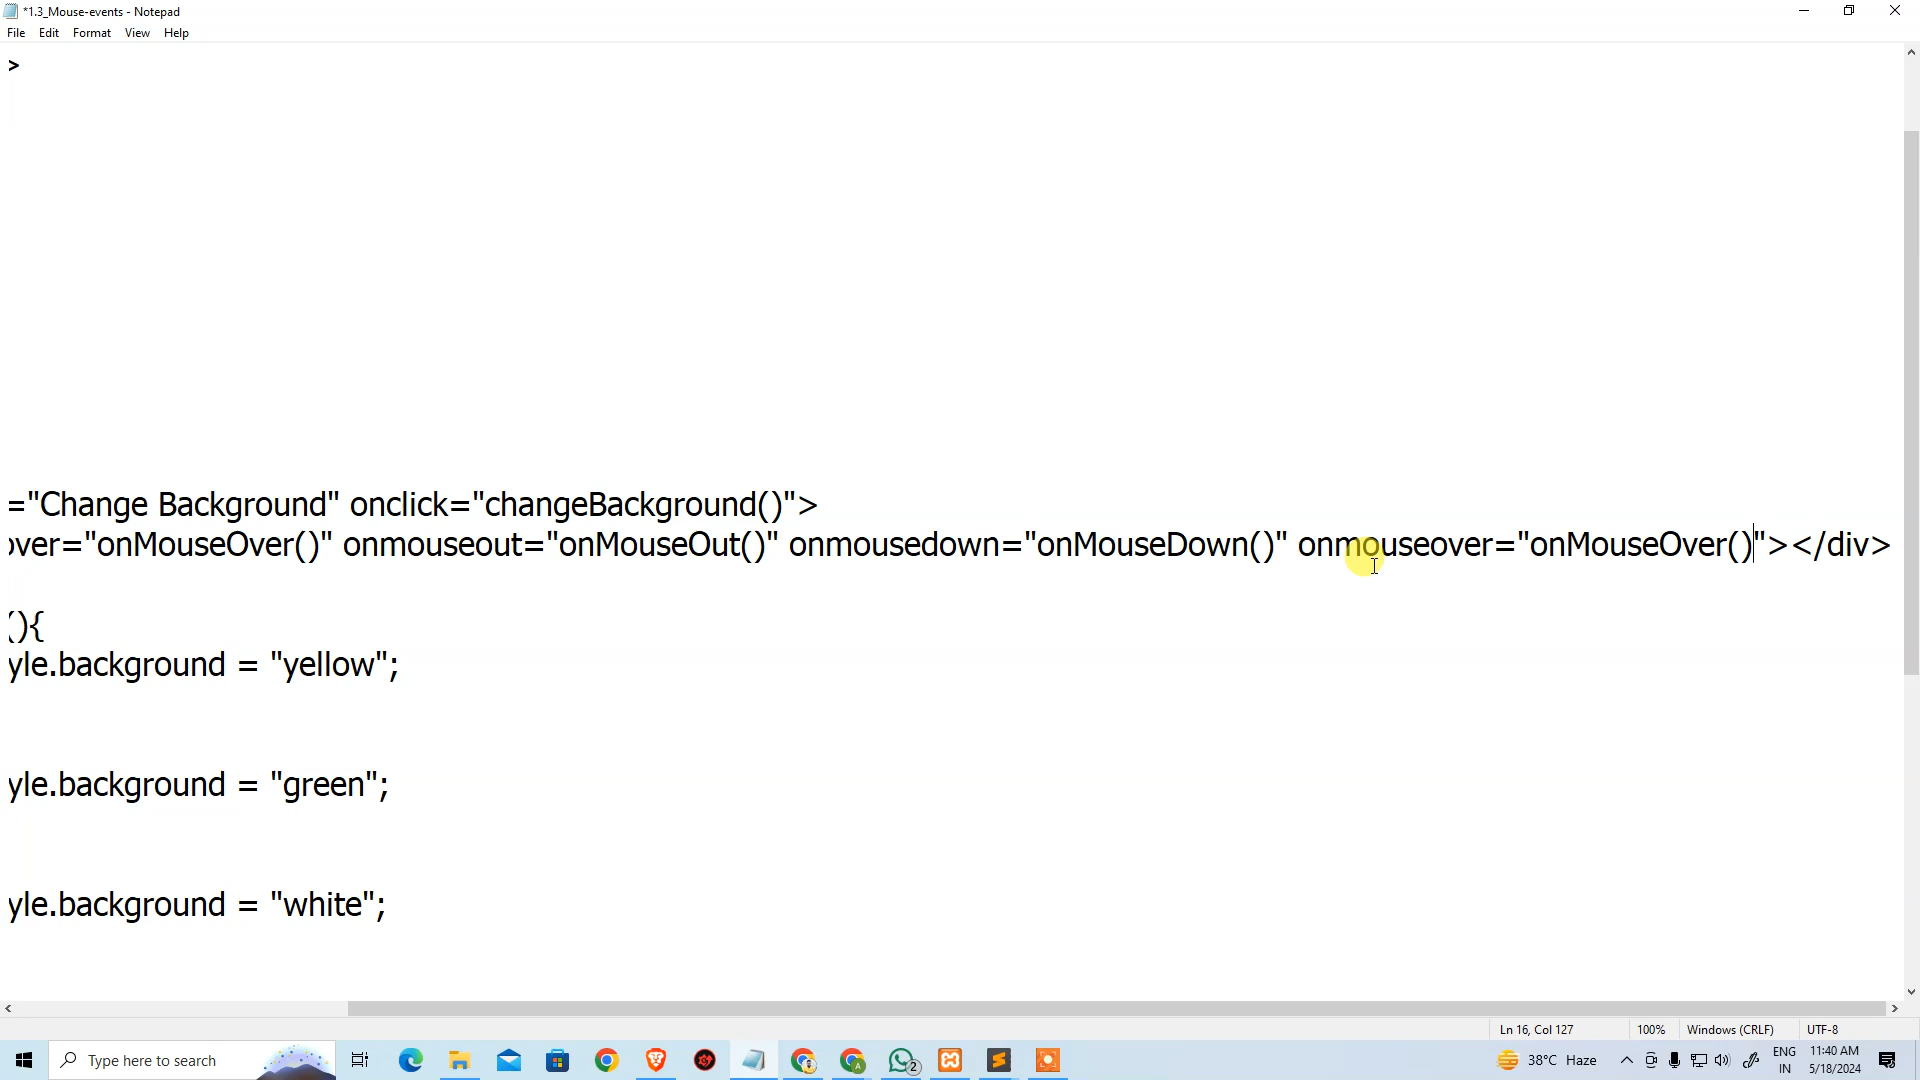 *1.3_Mouse-events - Notepad
File Edit Format View Help
>
="Change Background" onclick="changeBackground()">
over="onMouseOver()" onmouseout="onMouseOut()" onmousedown="onMouseDown()" onmouseover="onMouseOver()"></div>
(){
yle.background = "yellow";
yle.background = "green";
yle.background = "white";
Ln 16, Col 127 100% Windows (CRLF) UTF-8
Type here to search
2
38°C Haze
ENG
IN
11:40 AM
5/18/2024